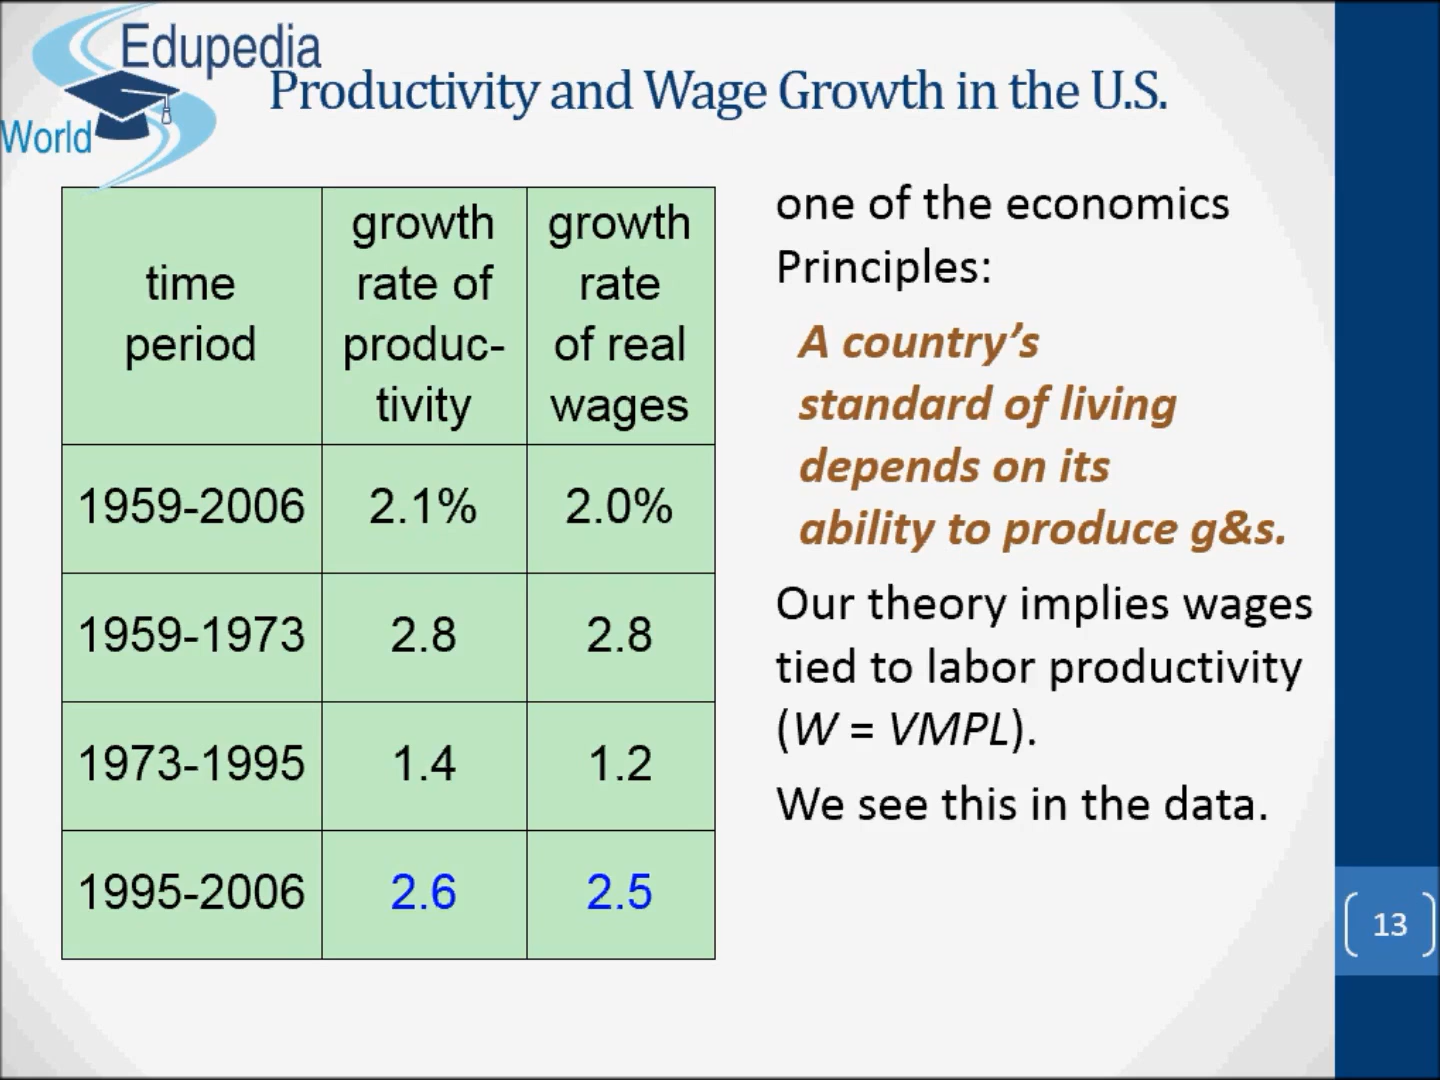 Edupedia
World
Productivity and Wage Growth in the U.S.
time
period
growth
rate of
produc-
tivity
growth
rate
of real
wages
1959-2006 2.1% 2.0%
1959-1973 2.8 2.8
1973-1995 1.4 1.2
1995-2006 2.6 2.5
one of the economics
Principles:
A country’s
standard of living
depends on its
ability to produce g&s.
Our theory implies wages
tied to labor productivity
(W = VMPL).
We see this in the data.
13